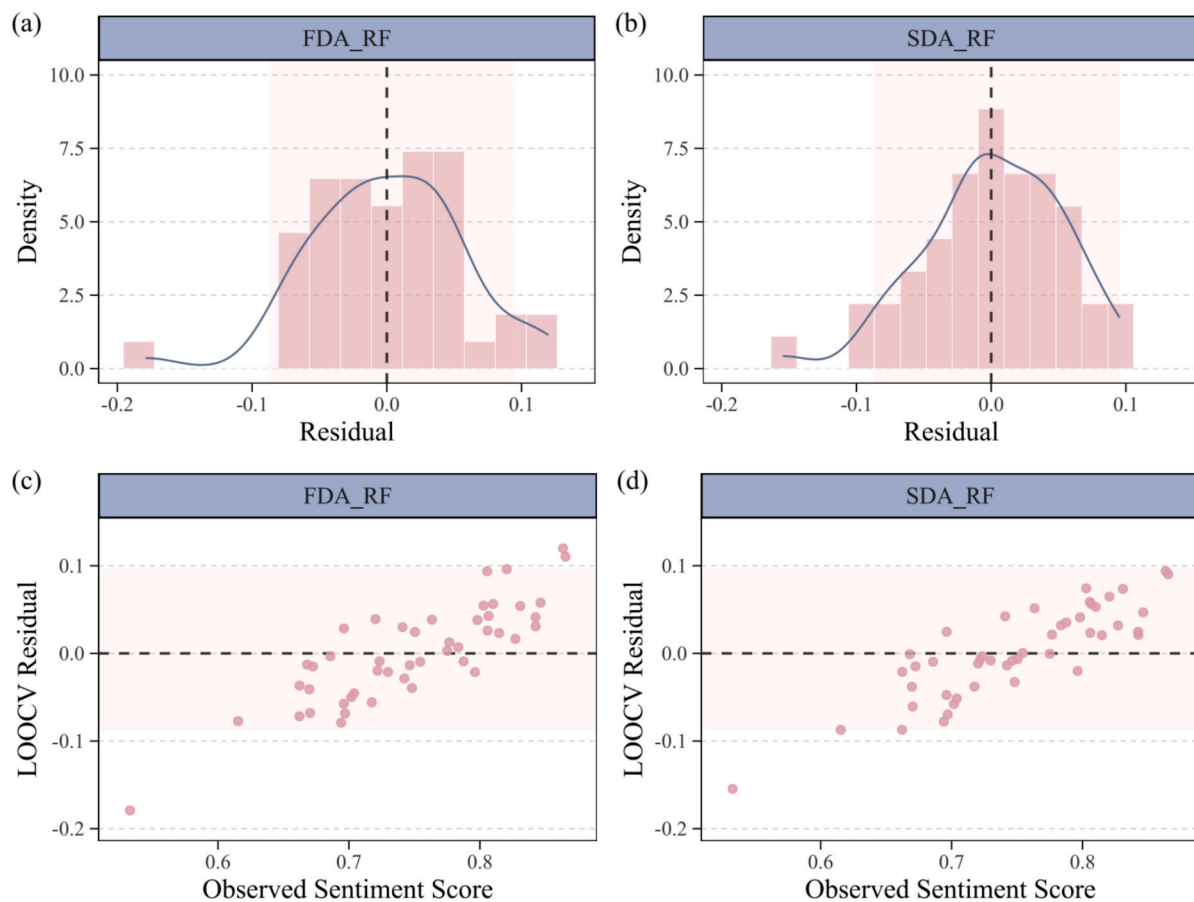 (a)
FDA_RF
10.0
7.5
5.0
2.5
0.0
Density
-0.2 -0.1 0.0 0.1
Residual
(b)
SDA_RF
10.0
7.5
5.0
2.5
0.0
Density
-0.2 -0.1 0.0 0.1
Residual
(c)
FDA_RF
0.1
0.0
-0.1
-0.2
LOOCV Residual
0.6 0.7 0.8
Observed Sentiment Score
(d)
SDA_RF
0.1
0.0
-0.1
-0.2
LOOCV Residual
0.6 0.7 0.8
Observed Sentiment Score